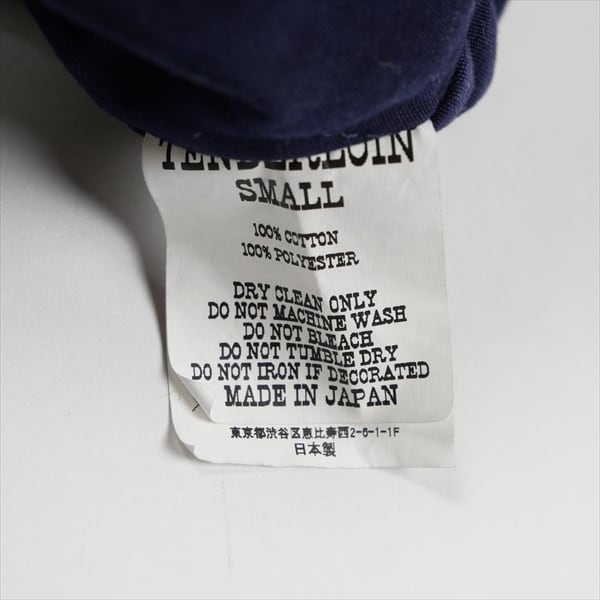 TENDERLOIN
SMALL
100% COTTON
100% POLYESTER
DRY CLEAN ONLY
DO NOT MACHINE WASH
DO NOT BLEACH
DO NOT TUMBLE DRY
DO NOT IRON IF DECORATED
MADE IN JAPAN
東京都渋谷区恵比寿西2-6-1-1F
日本製